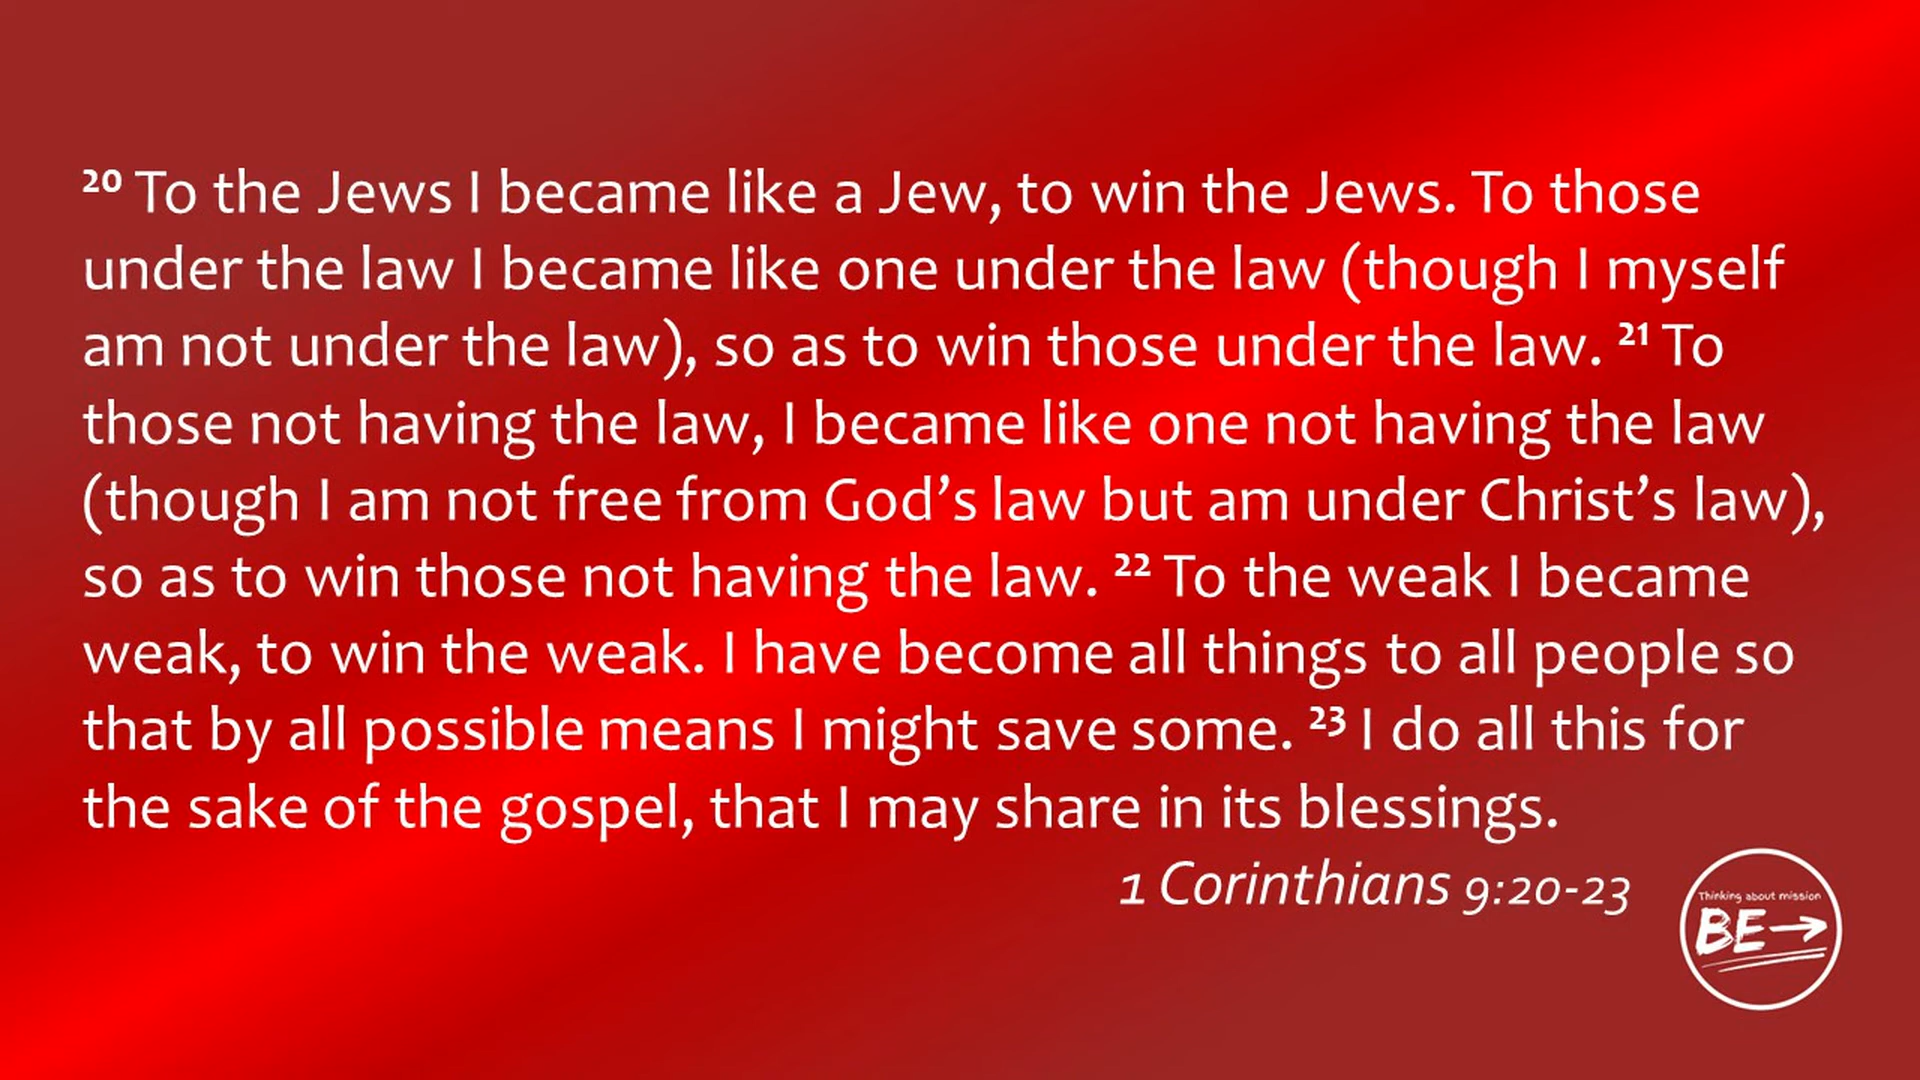 20 To the Jews I became like a Jew, to win the Jews. To those
under the law I became like one under the law (though I myself
am not under the law), so as to win those under the law. 21 To
those not having the law, I became like one not having the law
(though I am not free from God’s law but am under Christ’s law),
so as to win those not having the law. 22 To the weak I became
weak, to win the weak. I have become all things to all people so
that by all possible means I might save some. 23 I do all this for
the sake of the gospel, that I may share in its blessings.
1 Corinthians 9:20-23
Thinking about mission
BE